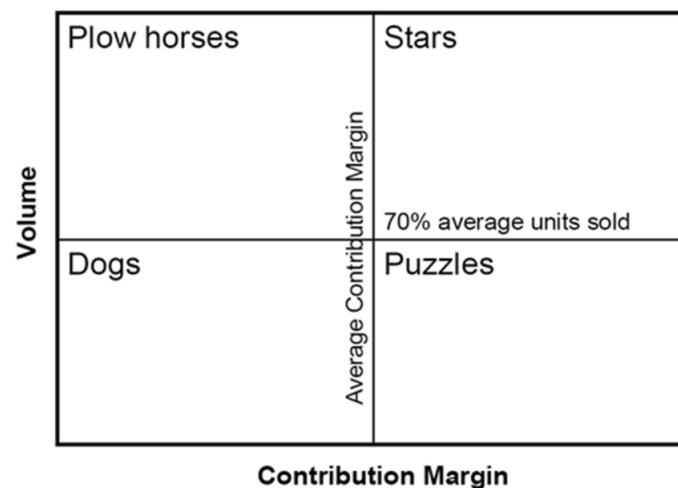 Plow horses
Stars
Volume
Average Contribution Margin
70% average units sold
Dogs
Puzzles
Contribution Margin